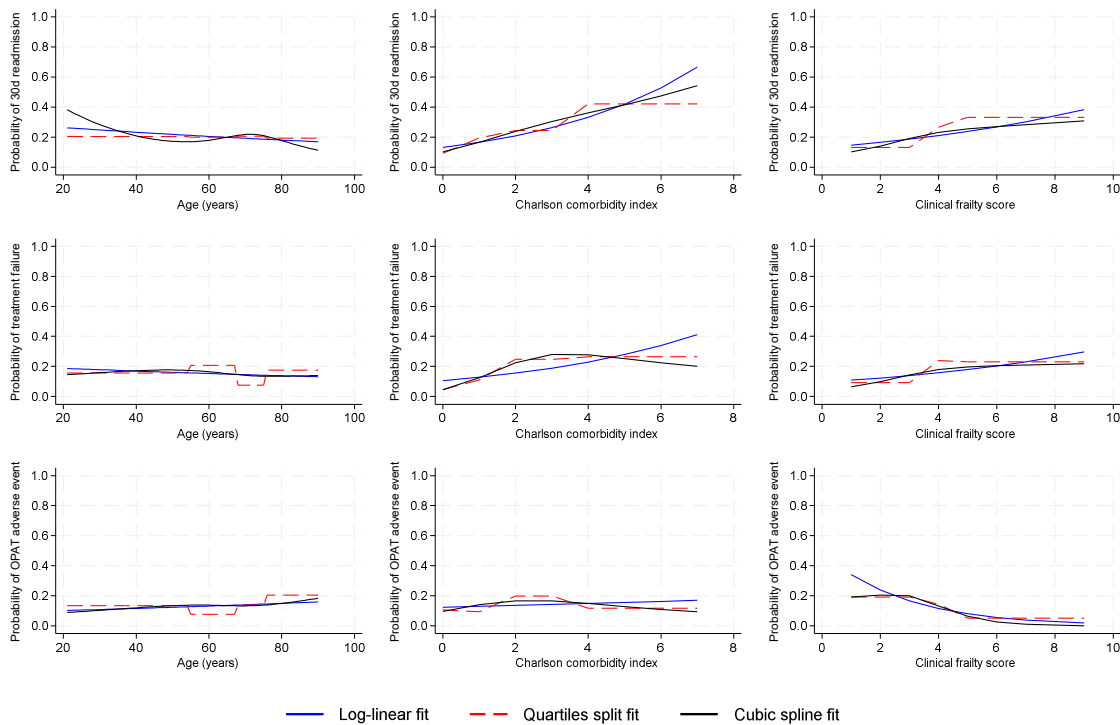 Probability of 30d readmission
1.0
0.8
0.6
0.4
0.2
0.0
20 40 60 80 100
Age (years)
Probability of 30d readmission
1.0
0.8
0.6
0.4
0.2
0.0
0 2 4 6 8
Charlson comorbidity index
Probability of 30d readmission
1.0
0.8
0.6
0.4
0.2
0.0
0 2 4 6 8 10
Clinical frailty score
Probability of treatment failure
1.0
0.8
0.6
0.4
0.2
0.0
20 40 60 80 100
Age (years)
Probability of treatment failure
1.0
0.8
0.6
0.4
0.2
0.0
0 2 4 6 8
Charlson comorbidity index
Probability of treatment failure
1.0
0.8
0.6
0.4
0.2
0.0
0 2 4 6 8 10
Clinical frailty score
Probability of OPAT adverse event
1.0
0.8
0.6
0.4
0.2
0.0
20 40 60 80 100
Age (years)
Probability of OPAT adverse event
1.0
0.8
0.6
0.4
0.2
0.0
0 2 4 6 8
Charlson comorbidity index
Probability of OPAT adverse event
1.0
0.8
0.6
0.4
0.2
0.0
0 2 4 6 8 10
Clinical frailty score
Log-linear fit Quartiles split fit Cubic spline fit